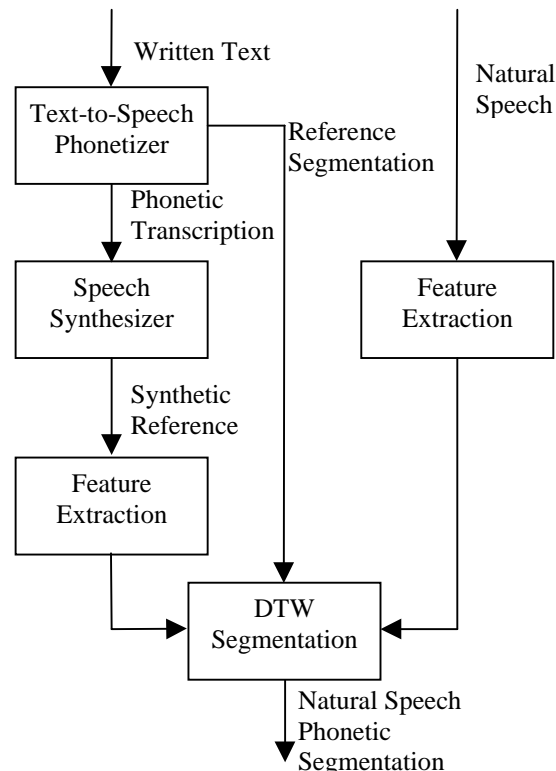 Written Text
Natural
Speech
Text-to-Speech
Phonetizer
Reference
Segmentation
Phonetic
Transcription
Speech
Synthesizer
Feature
Extraction
Synthetic
Reference
Feature
Extraction
DTW
Segmentation
Natural Speech
Phonetic
Segmentation